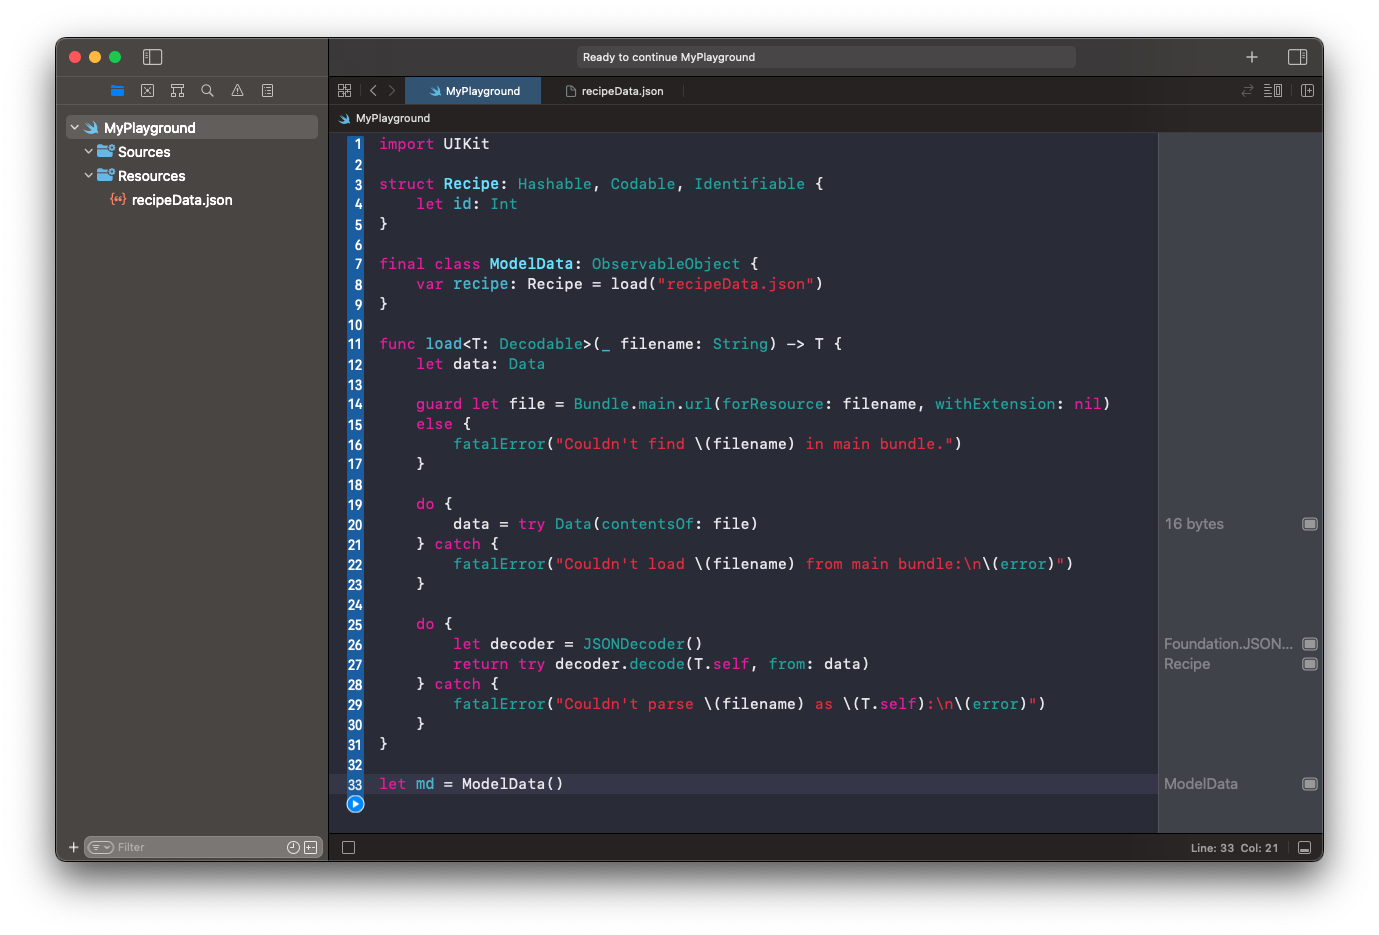 Ready to continue MyPlayground
MyPlayground
recipeData.json
MyPlayground
MyPlayground
Sources
Resources
recipeData.json
1 import UIKit
2
3 struct Recipe: Hashable, Codable, Identifiable {
4     let id: Int
5 }
6
7 final class ModelData: ObservableObject {
8     var recipe: Recipe = load("recipeData.json")
9 }
10
11 func load<T: Decodable>(_ filename: String) -> T {
12     let data: Data
13
14     guard let file = Bundle.main.url(forResource: filename, withExtension: nil)
15     else {
16         fatalError("Couldn't find \(filename) in main bundle.")
17     }
18
19     do {
20         data = try Data(contentsOf: file) 16 bytes
21     } catch {
22         fatalError("Couldn't load \(filename) from main bundle:\n\(error)")
23     }
24
25     do {
26         let decoder = JSONDecoder() Foundation.JSON...
27         return try decoder.decode(T.self, from: data) Recipe
28     } catch {
29         fatalError("Couldn't parse \(filename) as \(T.self):\n\(error)")
30     }
31 }
32
33 let md = ModelData() ModelData
Filter
Line: 33 Col: 21